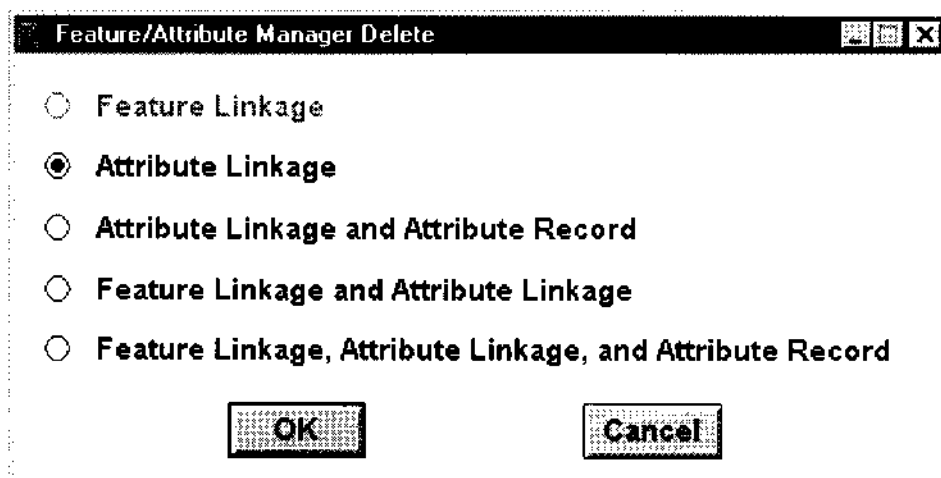 Feature/Attribute Manager Delete
Feature Linkage
Attribute Linkage
Attribute Linkage and Attribute Record
Feature Linkage and Attribute Linkage
Feature Linkage, Attribute Linkage, and Attribute Record
OK Cancel